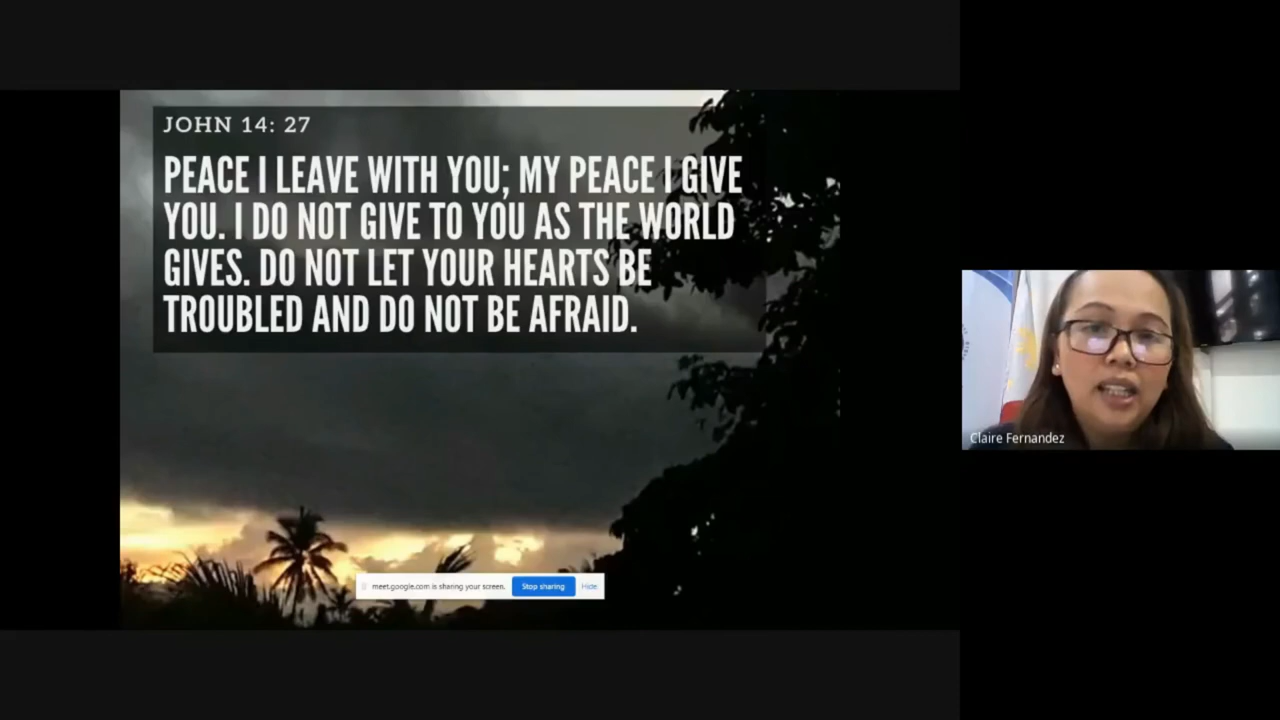 JOHN 14: 27
PEACE I LEAVE WITH YOU; MY PEACE I GIVE
YOU. I DO NOT GIVE TO YOU AS THE WORLD
GIVES. DO NOT LET YOUR HEARTS BE
TROUBLED AND DO NOT BE AFRAID.
meet.google.com is sharing your screen. Stop sharing Hide
Claire Fernandez